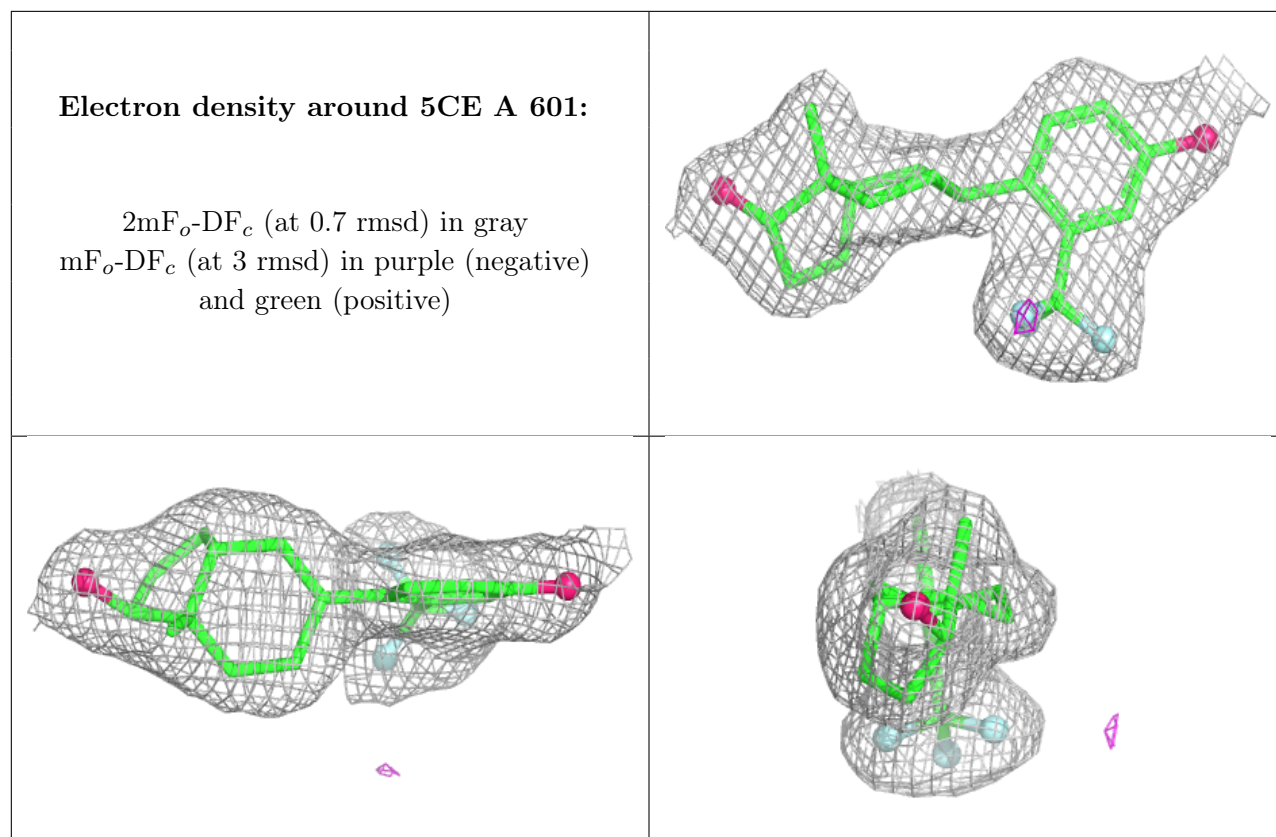 Electron density around 5CE A 601:
2mFₒ-DF𝒸 (at 0.7 rmsd) in gray
mFₒ-DF𝒸 (at 3 rmsd) in purple (negative)
and green (positive)